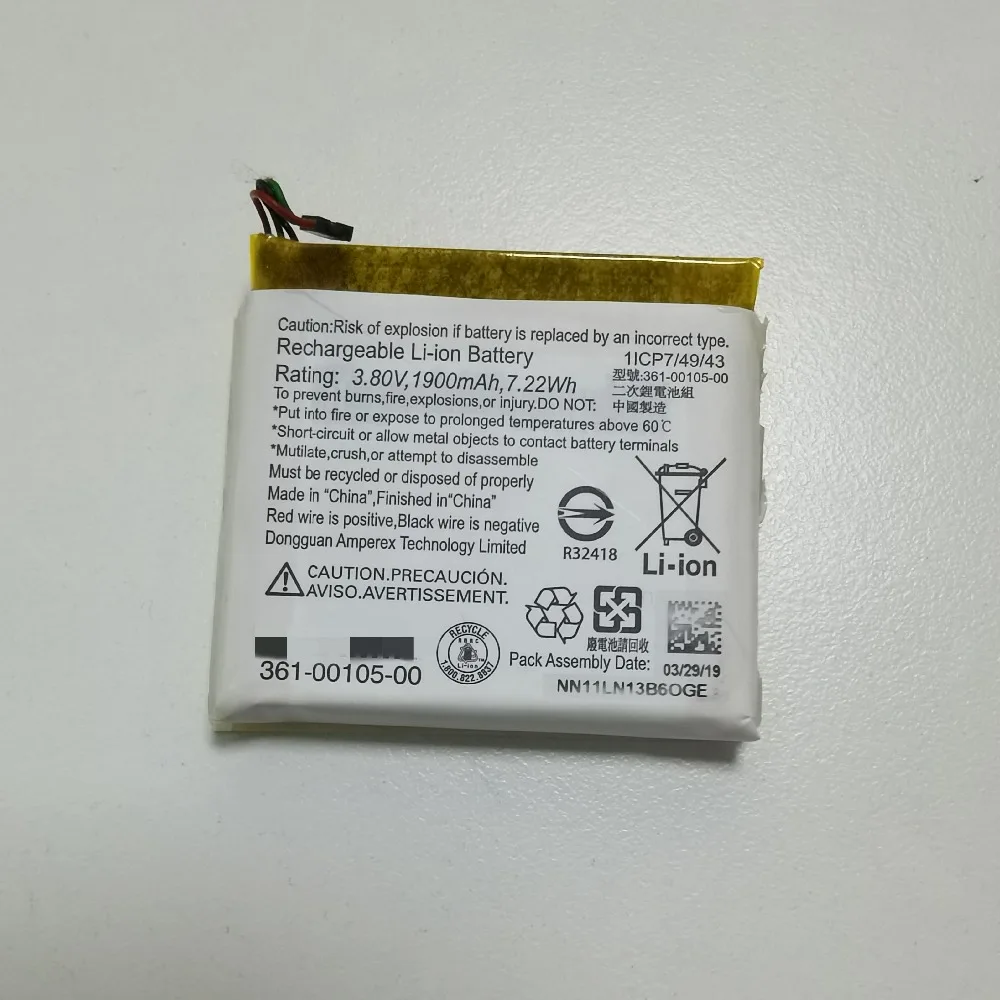 Caution:Risk of explosion if battery is replaced by an incorrect type.
Rechargeable Li-ion Battery
1ICP7/49/43
Rating: 3.80V,1900mAh,7.22Wh
型號:361-00105-00
二次鋰電池組
中國製造
To prevent burns,fire,explosions,or injury.DO NOT:
*Put into fire or expose to prolonged temperatures above 60℃
*Short-circuit or allow metal objects to contact battery terminals
*Mutilate,crush,or attempt to disassemble
Must be recycled or disposed of properly
Made in “China”,Finished in“China”
Red wire is positive,Black wire is negative
Dongguan Amperex Technology Limited
R32418
Li-ion
CAUTION.PRECAUCIÓN.
AVISO.AVERTISSEMENT.
廢電池請回收
RECYCLE
RBRC
Li-ion
1.800.822.8837
361-00105-00
Pack Assembly Date: 03/29/19
NN11LN13B6OGE